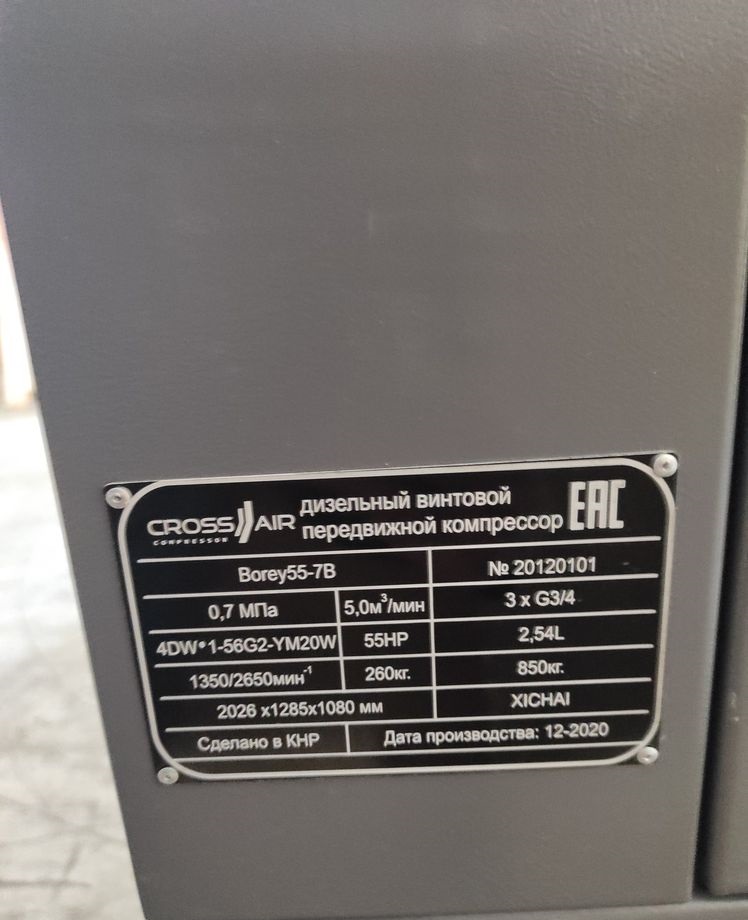 CROSS AIR
COMPRESSOR
дизельный винтовой
передвижной компрессор
EAC
Borey55-7B № 20120101
0,7 МПа 5,0м³/мин 3 x G3/4
4DW•1-56G2-YM20W 55HP 2,54L
1350/2650мин⁻¹ 260кг. 850кг.
2026 x1285x1080 мм XICHAI
Сделано в КНР Дата производства: 12-2020